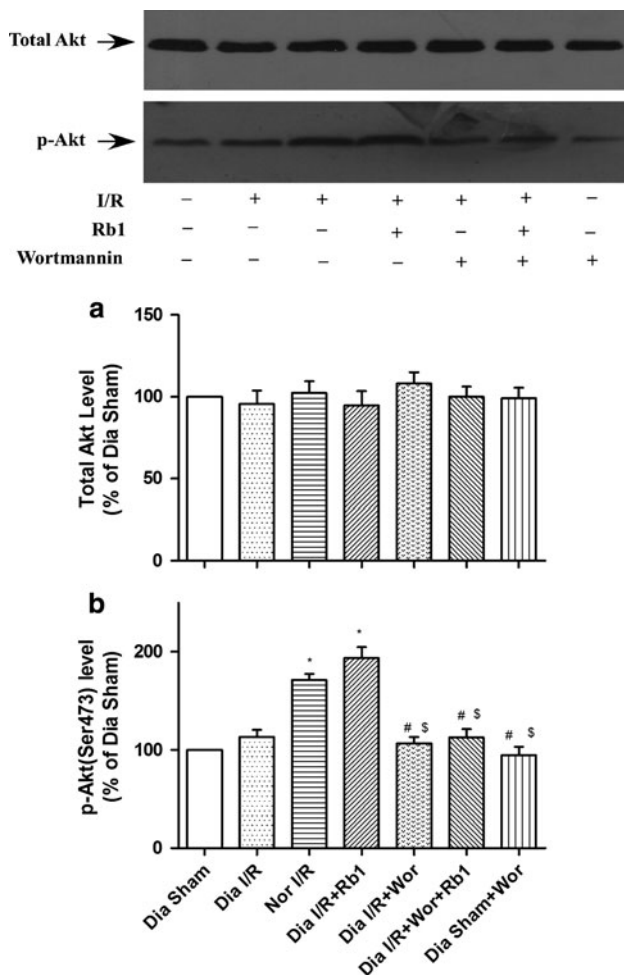 Total Akt
p-Akt
I/R − + + + + + −
Rb1 − − − + − + −
Wortmannin − − − − + + +
a
150
100
50
0
Total Akt Level
(% of Dia Sham)
b
200
100
0
p-Akt(Ser473) level
(% of Dia Sham)
* * # $ # $ # $
Dia Sham
Dia I/R
Nor I/R
Dia I/R+Rb1
Dia I/R+Wor
Dia I/R+Wor+Rb1
Dia Sham+Wor